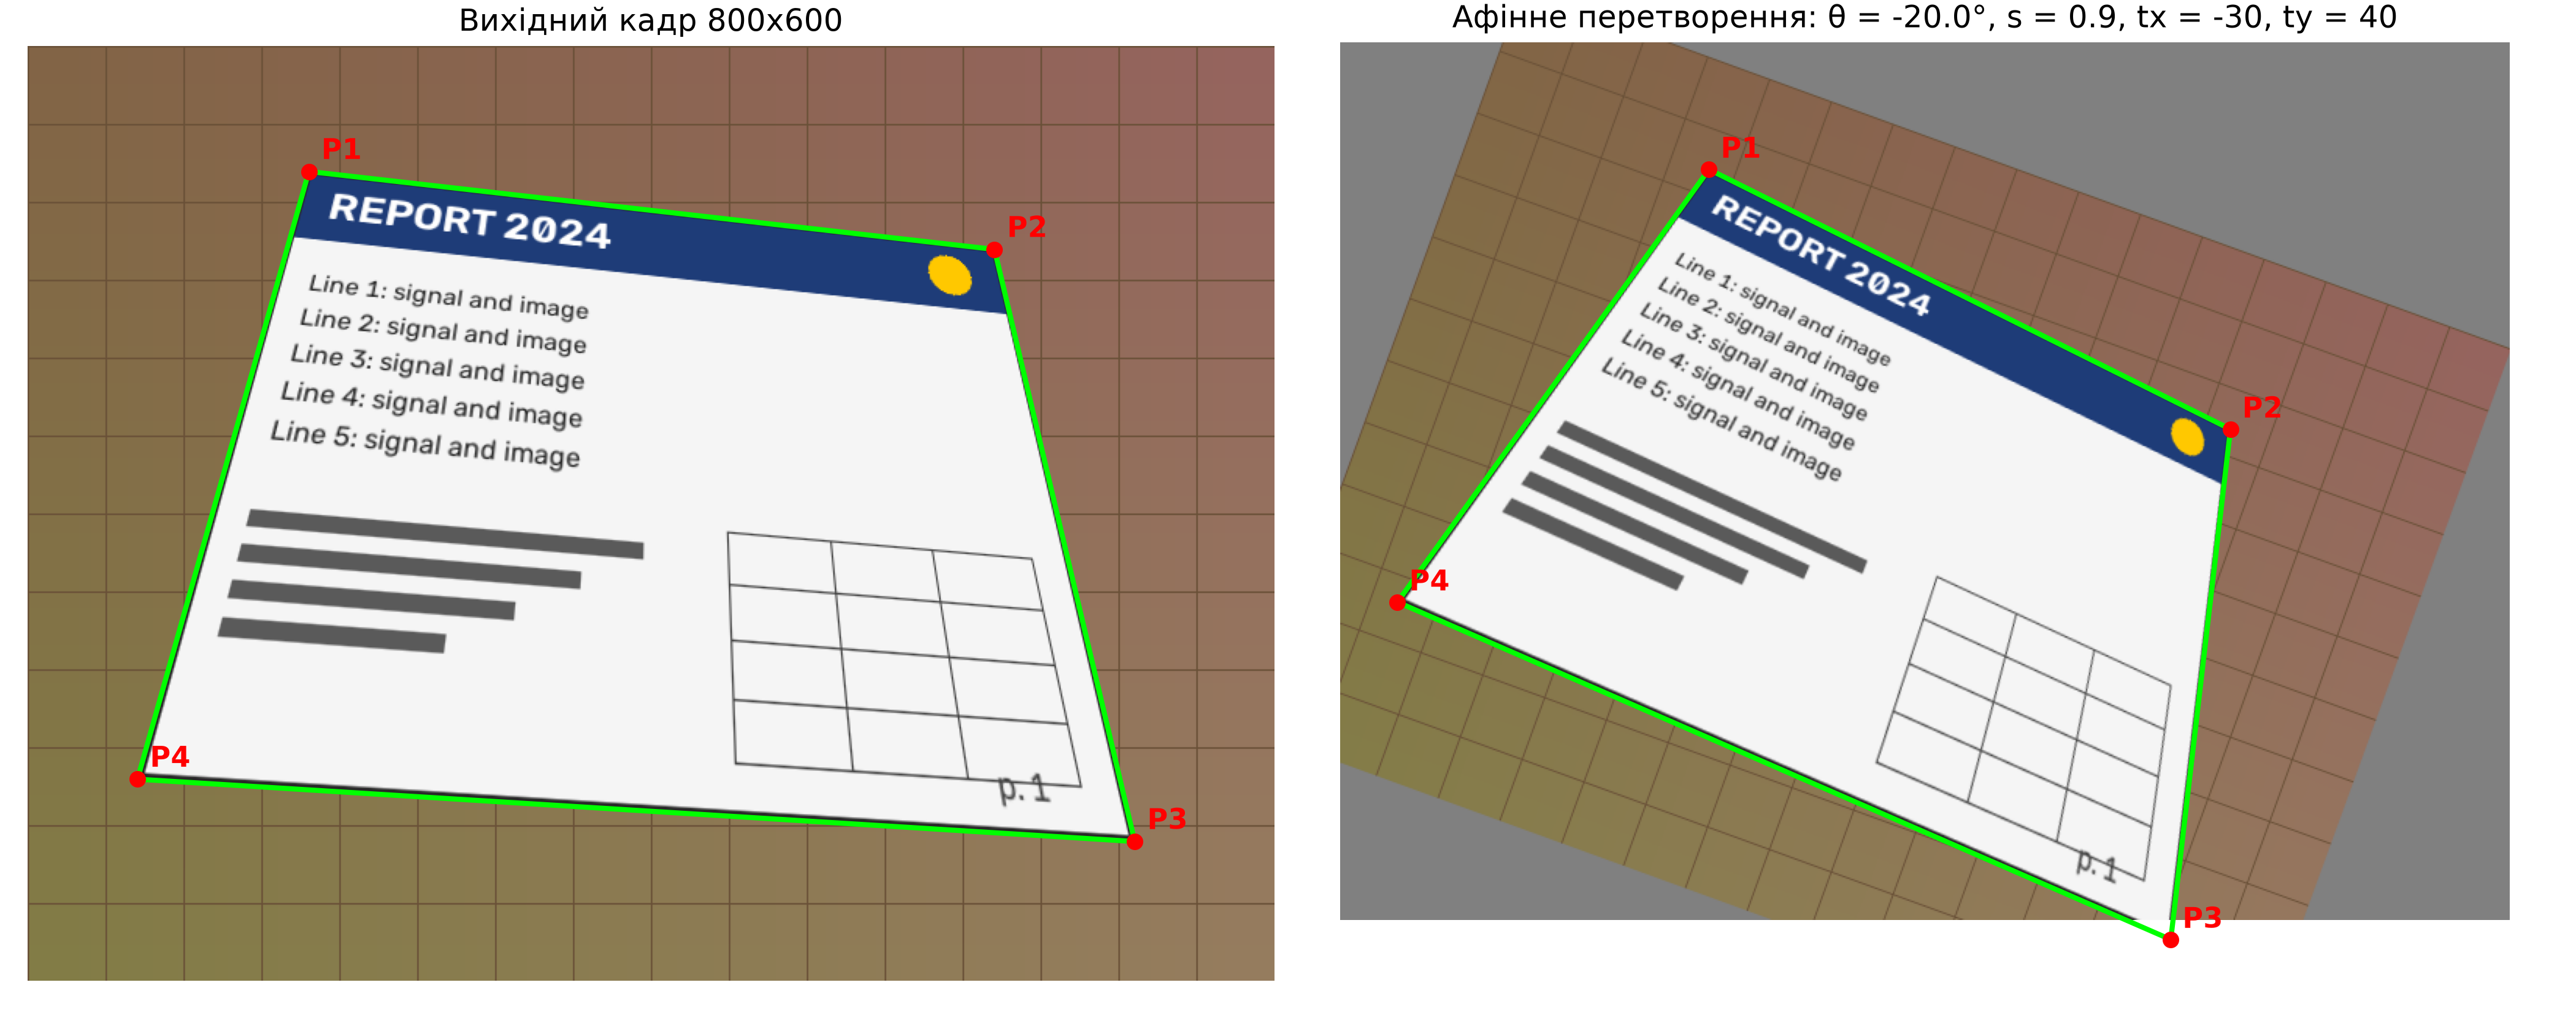 Вихідний кадр 800x600
P1
P2
REPORT 2024
Line 1: signal and image
Line 2: signal and image
Line 3: signal and image
Line 4: signal and image
Line 5: signal and image
P4
p.1
P3
Афінне перетворення: θ = -20.0°, s = 0.9, tx = -30, ty = 40
P1
REPORT 2024
P2
Line 1: signal and image
Line 2: signal and image
Line 3: signal and image
Line 4: signal and image
Line 5: signal and image
P4
p.1
P3